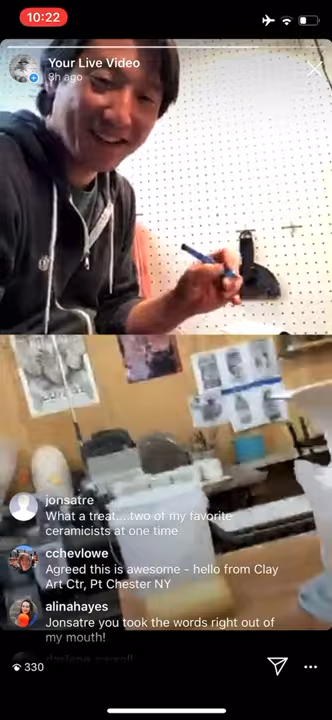 10:22
Your Live Video
3h ago
jonsatre
What a treat....two of my favorite
ceramicists at one time
cchevlowe
Agreed this is awesome - hello from Clay
Art Ctr, Pt Chester NY
alinahayes
Jonsatre you took the words right out of
my mouth!
330